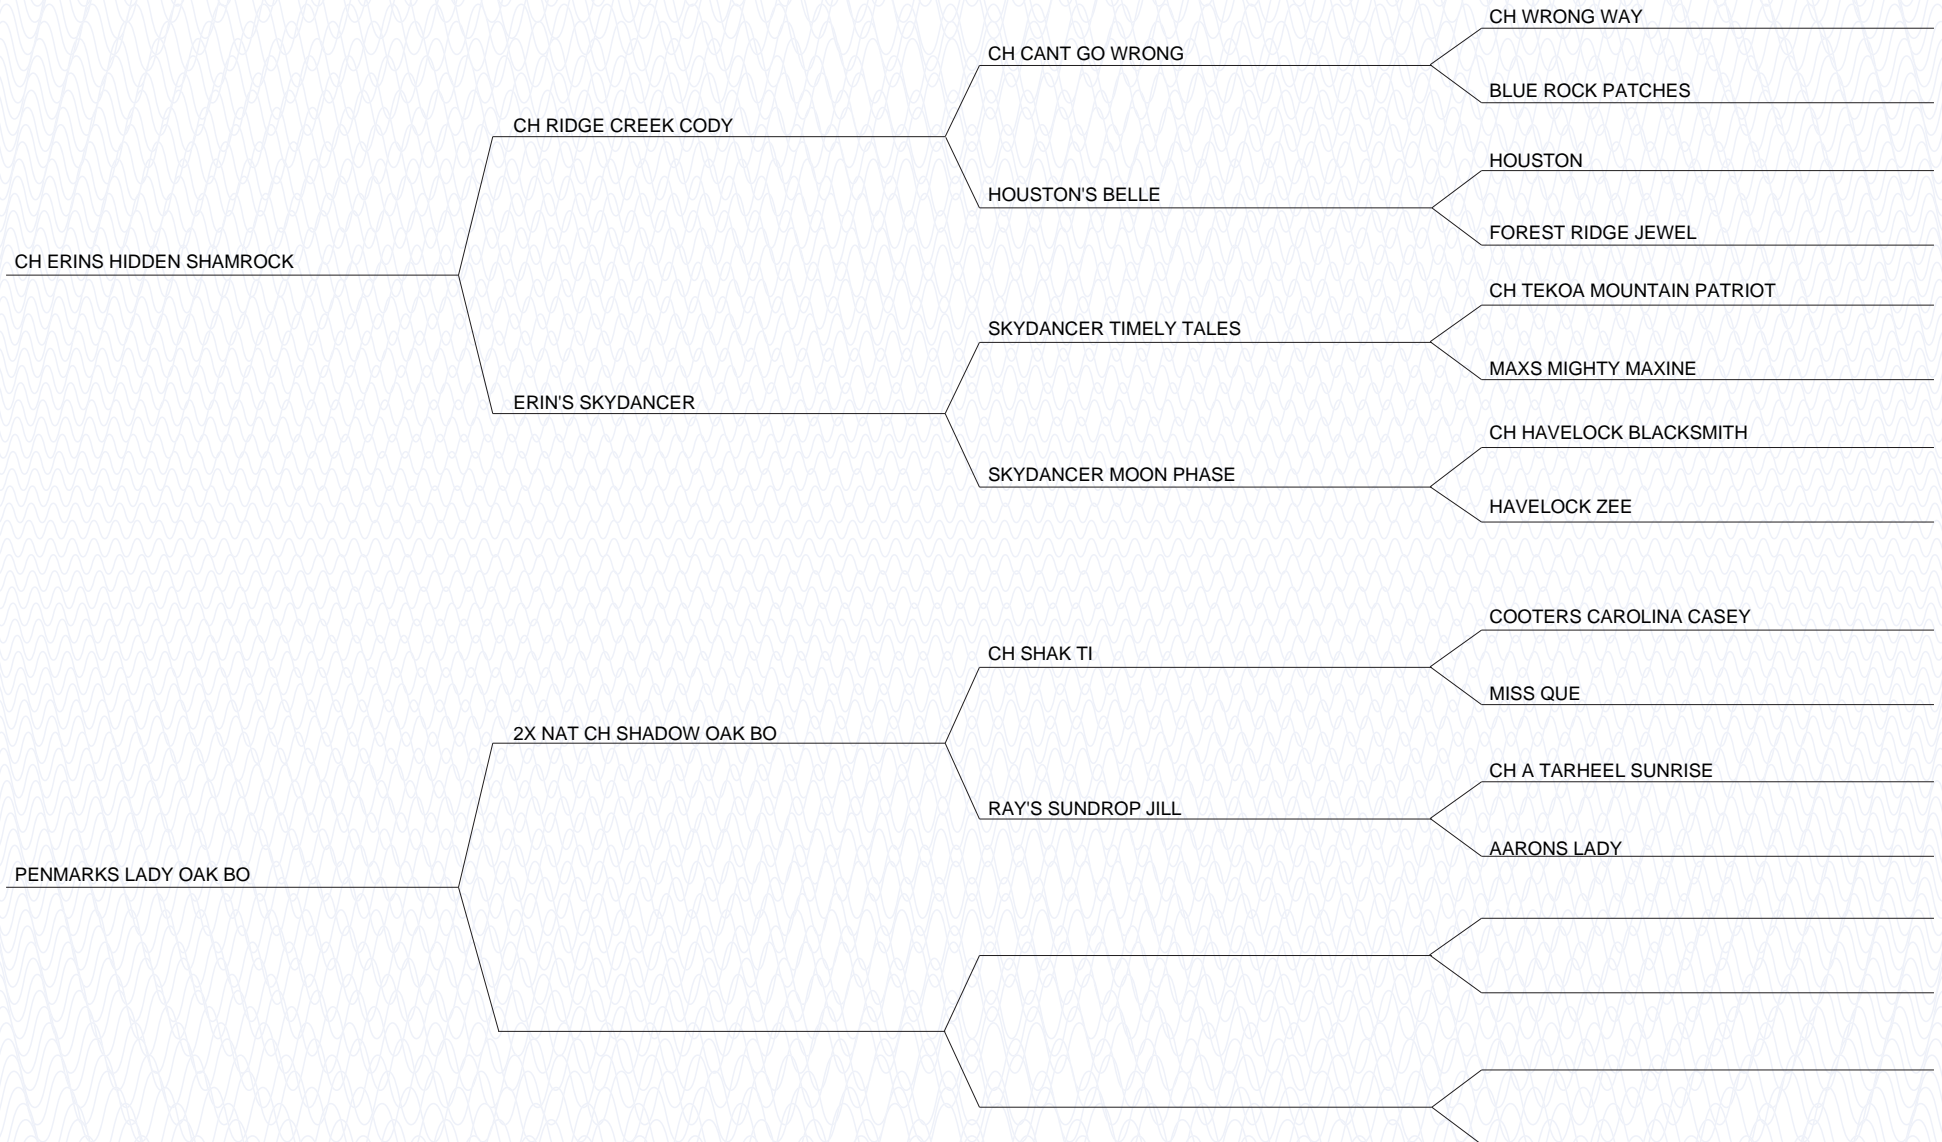 CH WRONG WAY
CH CANT GO WRONG
BLUE ROCK PATCHES
CH RIDGE CREEK CODY
HOUSTON
HOUSTON'S BELLE
FOREST RIDGE JEWEL
CH ERINS HIDDEN SHAMROCK
CH TEKOA MOUNTAIN PATRIOT
SKYDANCER TIMELY TALES
MAXS MIGHTY MAXINE
ERIN'S SKYDANCER
CH HAVELOCK BLACKSMITH
SKYDANCER MOON PHASE
HAVELOCK ZEE
COOTERS CAROLINA CASEY
CH SHAK TI
MISS QUE
2X NAT CH SHADOW OAK BO
CH A TARHEEL SUNRISE
RAY'S SUNDROP JILL
AARONS LADY
PENMARKS LADY OAK BO